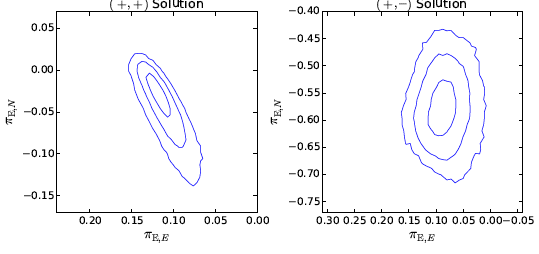 (+,+) Solution
0.05
0.00
−0.05
−0.10
−0.15
π_{E,N}
0.20 0.15 0.10 0.05 0.00
π_{E,E}
(+,−) Solution
−0.40
−0.45
−0.50
−0.55
−0.60
−0.65
−0.70
−0.75
π_{E,N}
0.30 0.25 0.20 0.15 0.10 0.05 0.00 −0.05
π_{E,E}